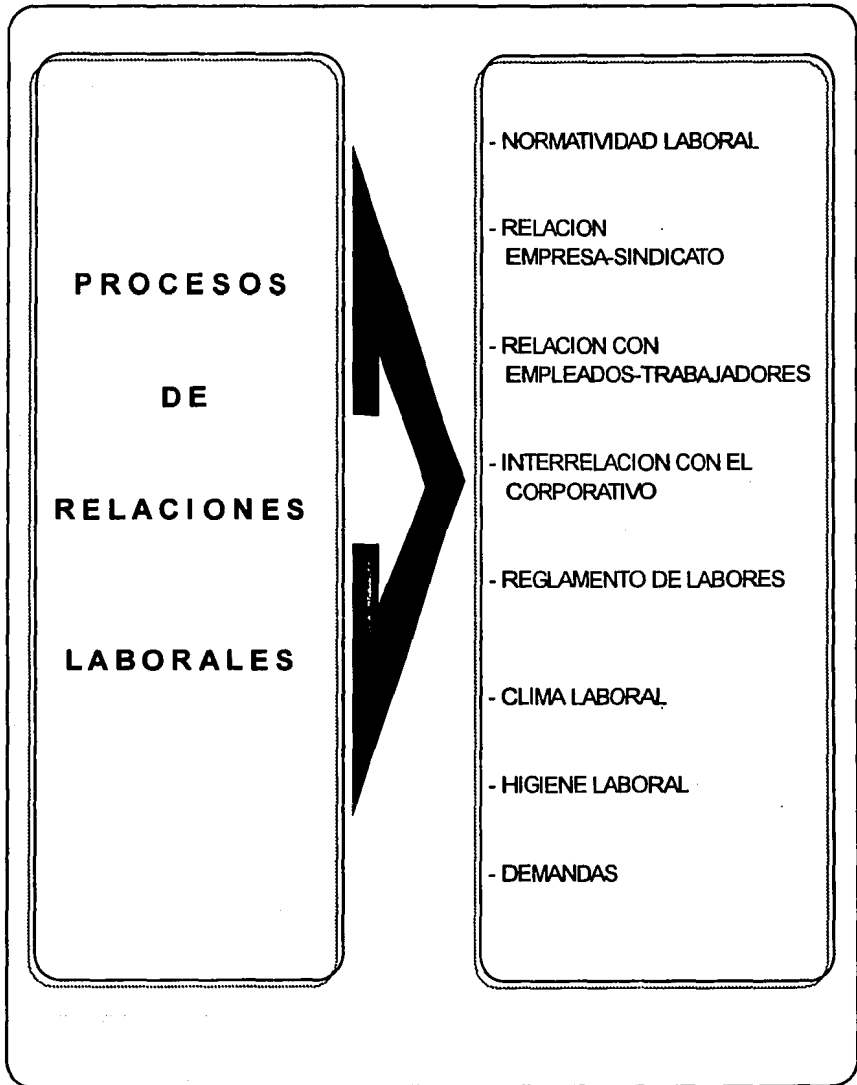 PROCESOS
DE
RELACIONES
LABORALES
- NORMATIVIDAD LABORAL
- RELACION
EMPRESA-SINDICATO
- RELACION CON
EMPLEADOS-TRABAJADORES
- INTERRELACION CON EL
CORPORATIVO
- REGLAMENTO DE LABORES
- CLIMA LABORAL
- HIGIENE LABORAL
- DEMANDAS